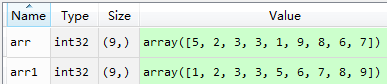 Name Type Size Value
arr int32 (9,) array([5, 2, 3, 3, 1, 9, 8, 6, 7])
arr1 int32 (9,) array([1, 2, 3, 3, 5, 6, 7, 8, 9])